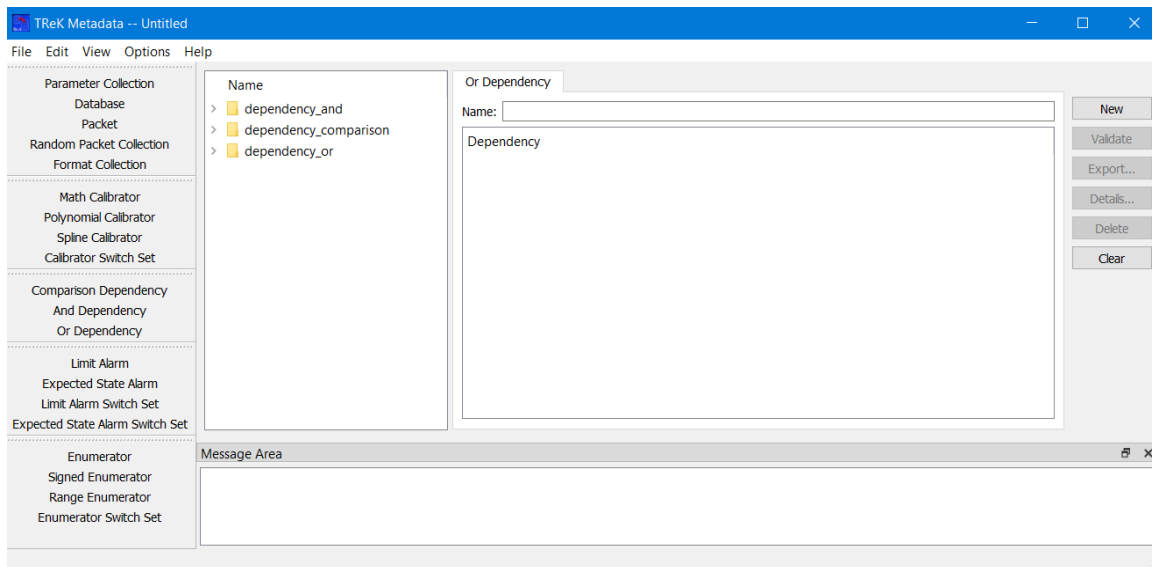 TReK Metadata -- Untitled
File Edit View Options Help
Parameter Collection
Database
Packet
Random Packet Collection
Format Collection
Math Calibrator
Polynomial Calibrator
Spline Calibrator
Calibrator Switch Set
Comparison Dependency
And Dependency
Or Dependency
Limit Alarm
Expected State Alarm
Limit Alarm Switch Set
Expected State Alarm Switch Set
Enumerator
Signed Enumerator
Range Enumerator
Enumerator Switch Set
Name
dependency_and
dependency_comparison
dependency_or
Or Dependency
Name:
Dependency
New
Validate
Export...
Details...
Delete
Clear
Message Area